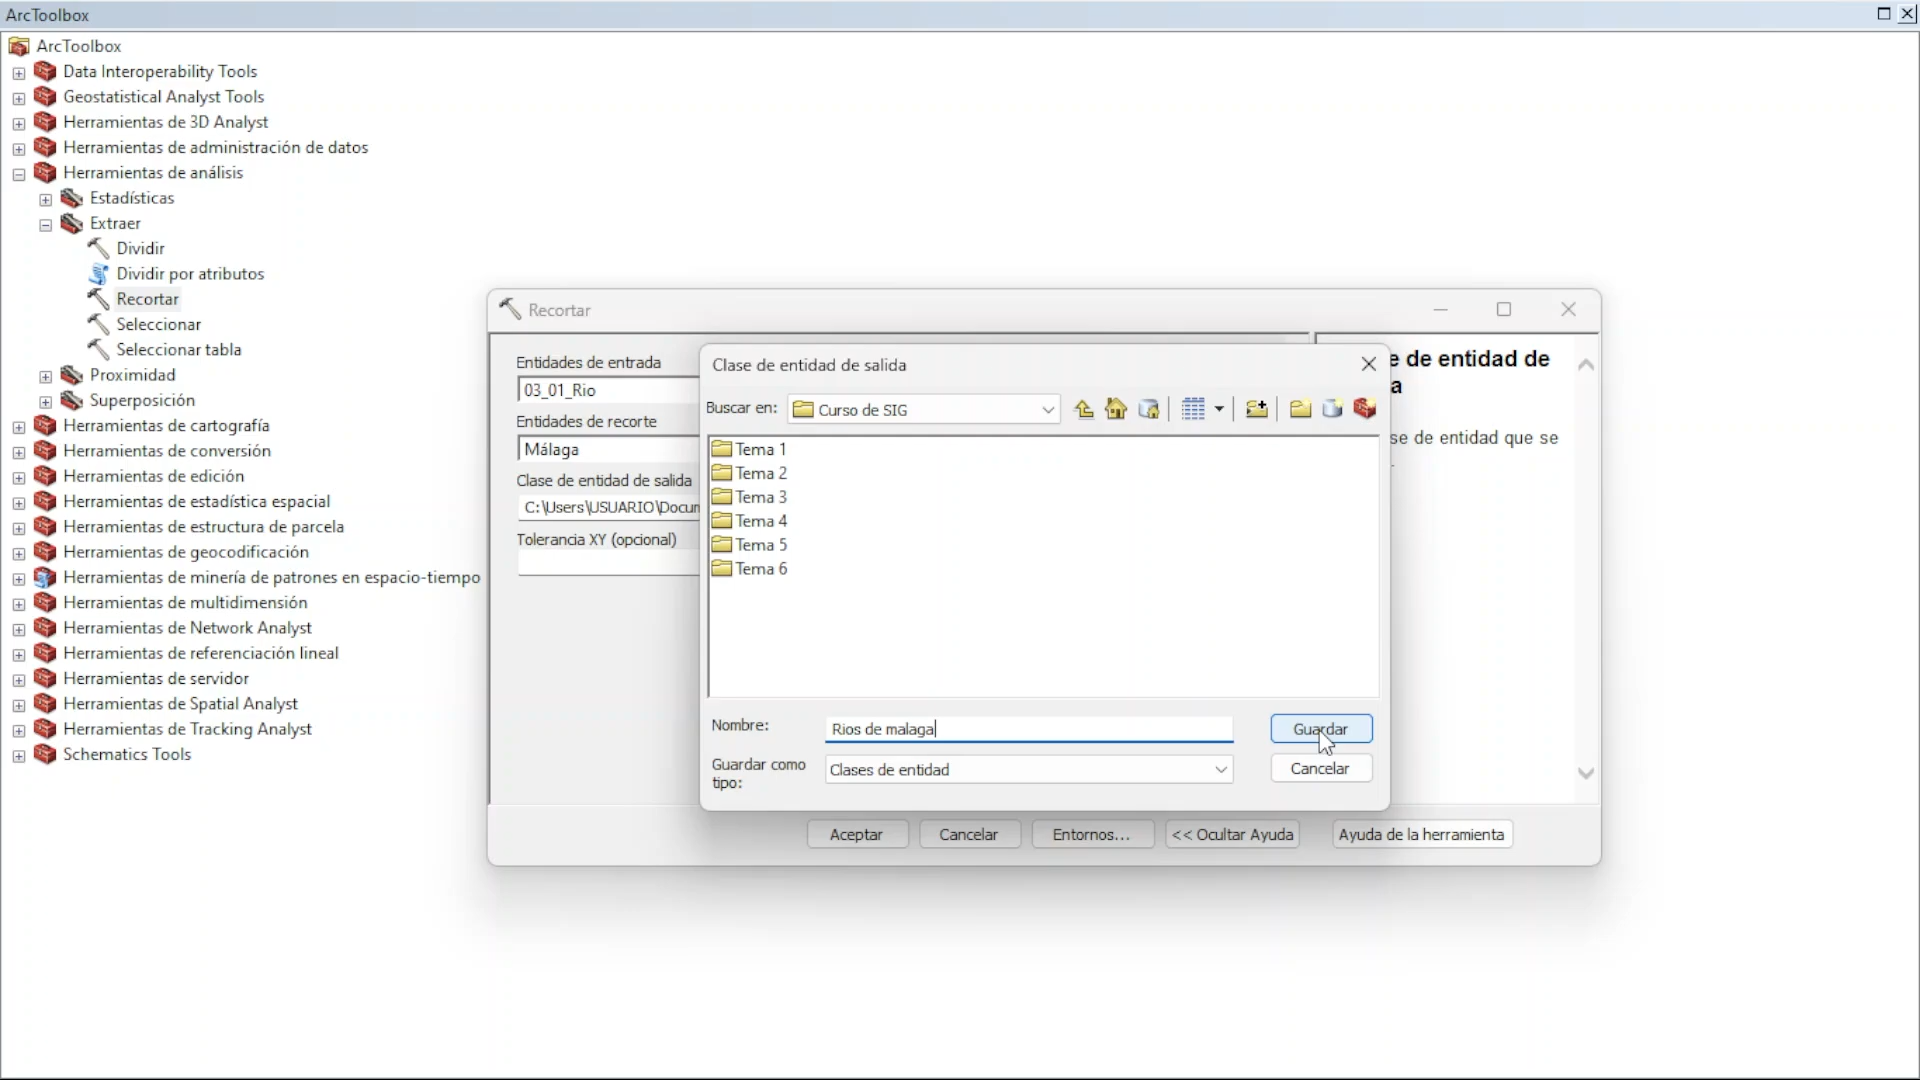 ArcToolbox
ArcToolbox
Data Interoperability Tools
Geostatistical Analyst Tools
Herramientas de 3D Analyst
Herramientas de administración de datos
Herramientas de análisis
Estadísticas
Extraer
Dividir
Dividir por atributos
Recortar
Seleccionar
Seleccionar tabla
Proximidad
Superposición
Herramientas de cartografía
Herramientas de conversión
Herramientas de edición
Herramientas de estadística espacial
Herramientas de estructura de parcela
Herramientas de geocodificación
Herramientas de minería de patrones en espacio-tiempo
Herramientas de multidimensión
Herramientas de Network Analyst
Herramientas de referenciación lineal
Herramientas de servidor
Herramientas de Spatial Analyst
Herramientas de Tracking Analyst
Schematics Tools
Recortar
Entidades de entrada
03_01_Rio
Entidades de recorte
Málaga
Clase de entidad de salida
C:\Users\USUARIO\Docum
Tolerancia XY (opcional)
Clase de entidad de salida
Buscar en: Curso de SIG
Tema 1
Tema 2
Tema 3
Tema 4
Tema 5
Tema 6
Nombre: Rios de malaga
Guardar
Guardar como
tipo:
Clases de entidad
Cancelar
e de entidad de
a
se de entidad que se
Aceptar Cancelar Entornos... << Ocultar Ayuda Ayuda de la herramienta